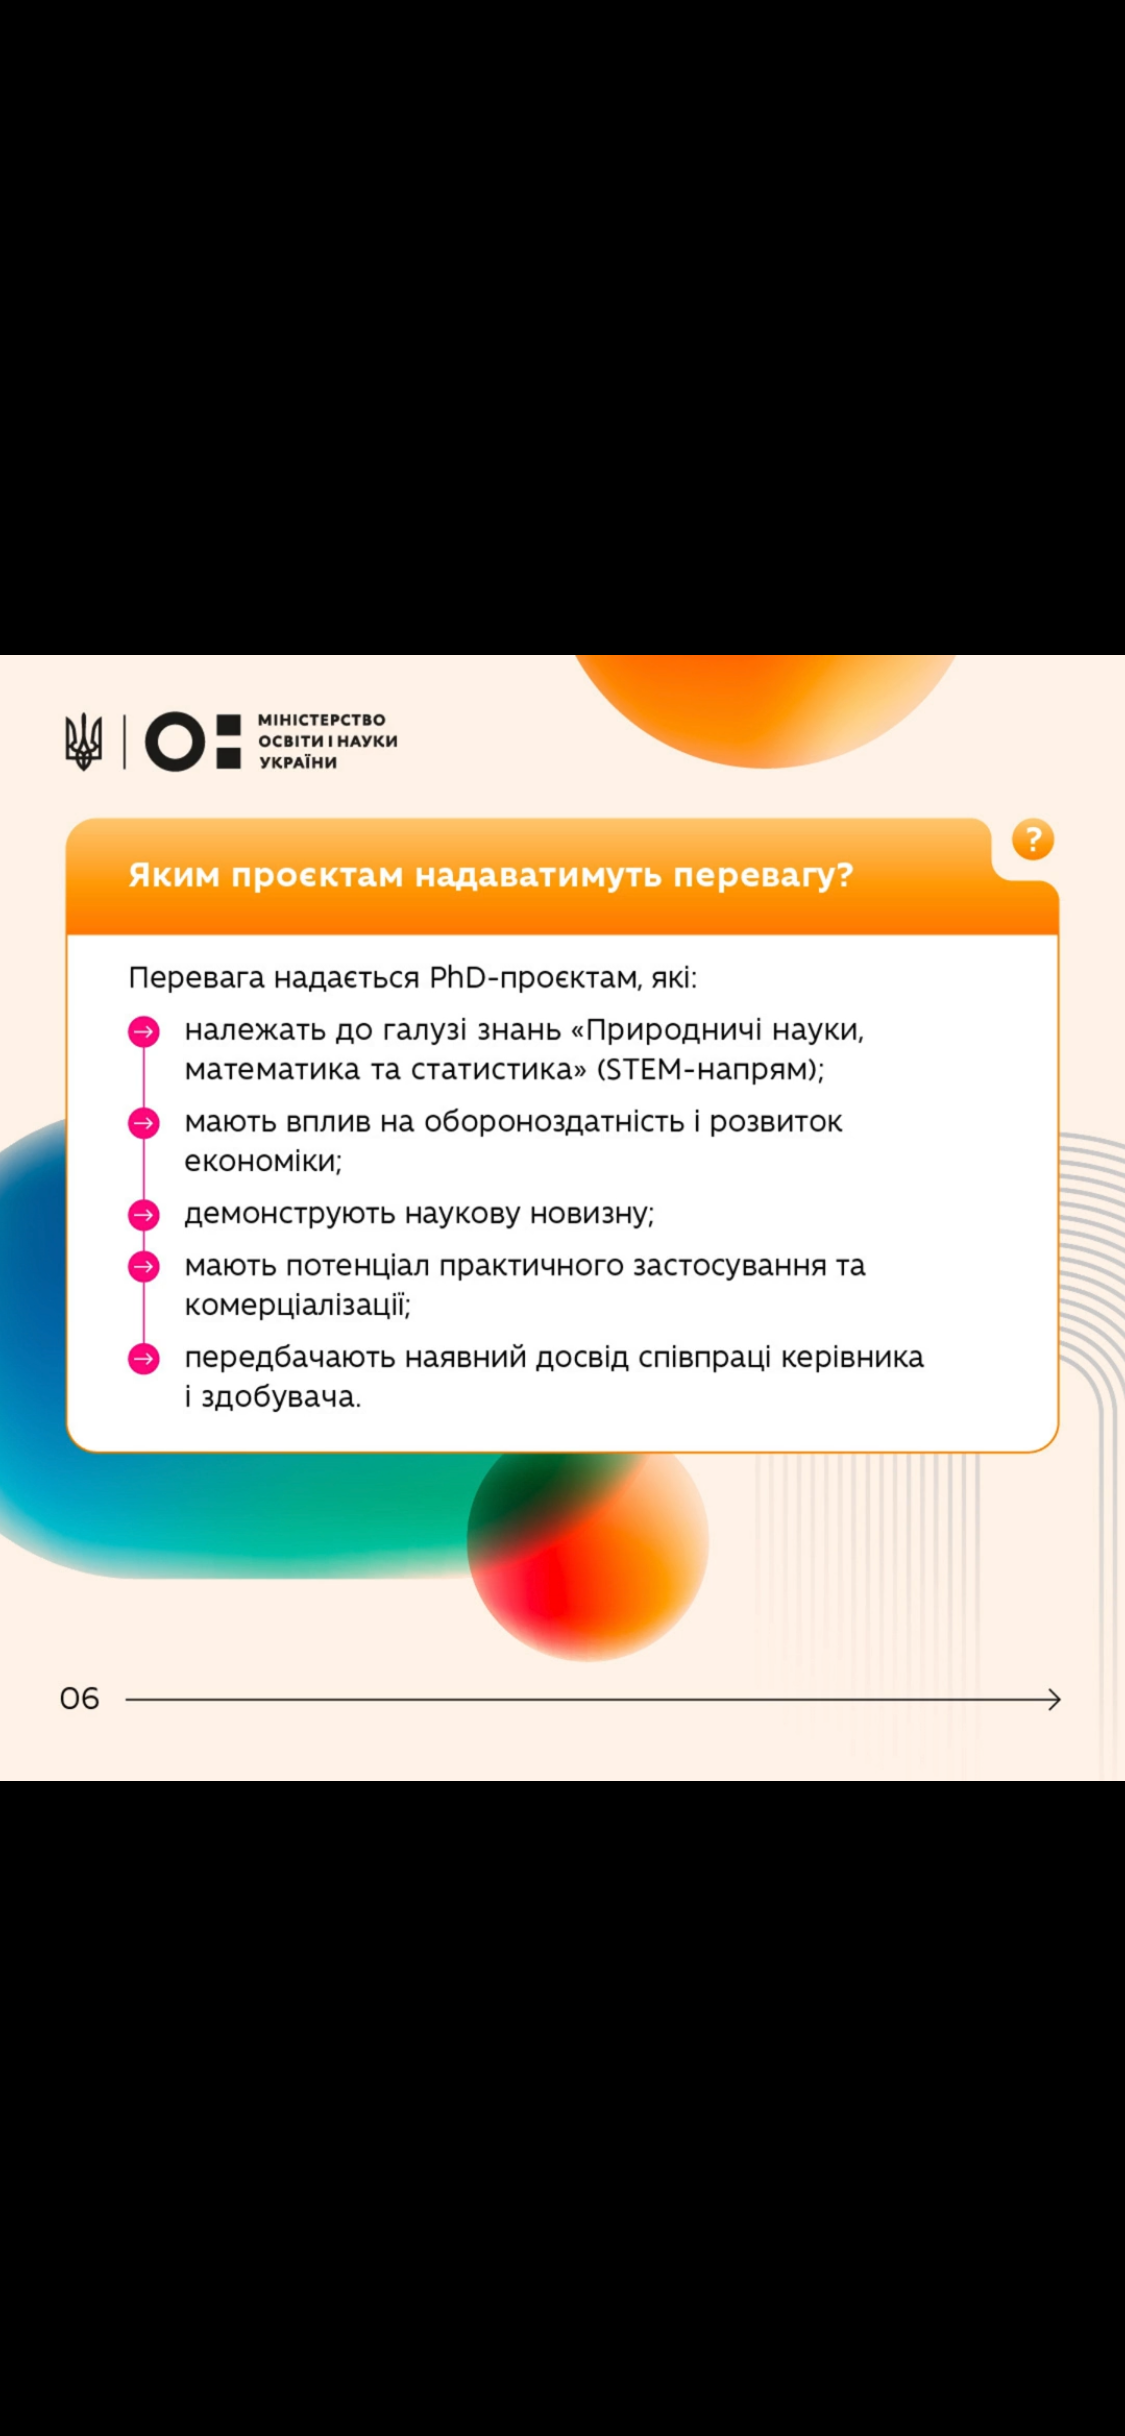 МІНІСТЕРСТВО
ОСВІТИ І НАУКИ
УКРАЇНИ
?
Яким проєктам надаватимуть перевагу?
Перевага надається PhD-проєктам, які:
належать до галузі знань «Природничі науки,
математика та статистика» (STEM-напрям);
мають вплив на обороноздатність і розвиток
економіки;
демонструють наукову новизну;
мають потенціал практичного застосування та
комерціалізації;
передбачають наявний досвід співпраці керівника
і здобувача.
06